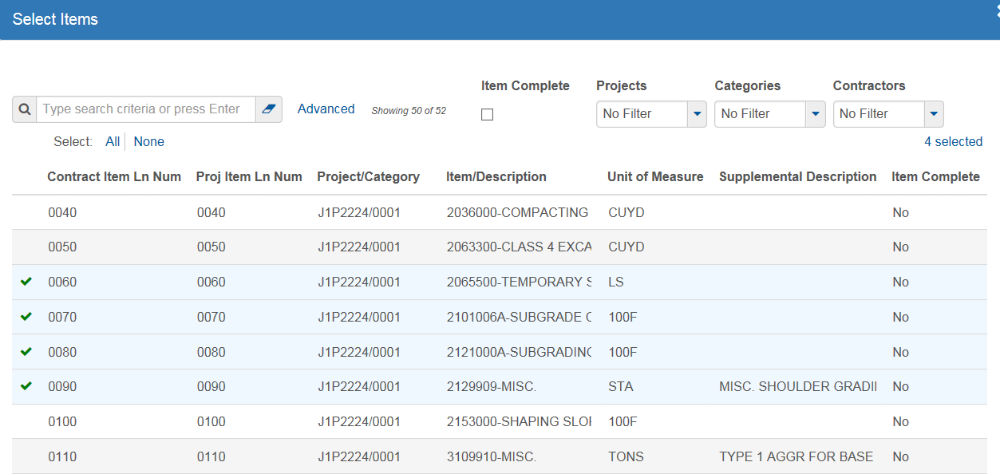 Select Items
Item Complete Projects Categories Contractors
Type search criteria or press Enter Advanced Showing 50 of 52 No Filter No Filter No Filter
Select: All None 4 selected
Contract Item Ln Num Proj Item Ln Num Project/Category Item/Description Unit of Measure Supplemental Description Item Complete
0040 0040 J1P2224/0001 2036000-COMPACTING CUYD No
0050 0050 J1P2224/0001 2063300-CLASS 4 EXCA CUYD No
0060 0060 J1P2224/0001 2065500-TEMPORARY S LS No
0070 0070 J1P2224/0001 2101006A-SUBGRADE 100F No
0080 0080 J1P2224/0001 2121000A-SUBGRADING 100F No
0090 0090 J1P2224/0001 2129909-MISC. STA MISC. SHOULDER GRADI No
0100 0100 J1P2224/0001 2153000-SHAPING SLO 100F No
0110 0110 J1P2224/0001 3109910-MISC. TONS TYPE 1 AGGR FOR BASE No